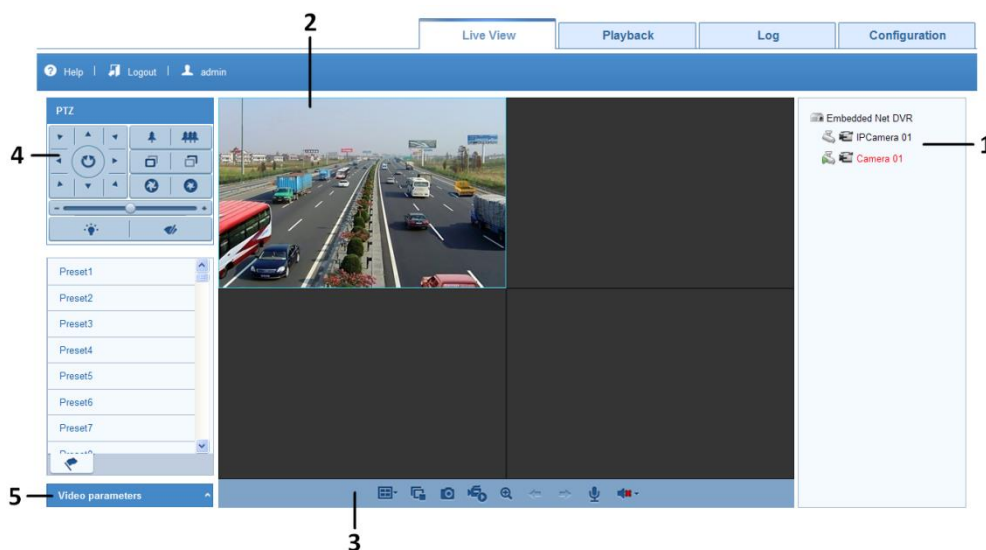 2
Live View
Playback
Log
Configuration
Help
Logout
admin
PTZ
4
Embedded Net DVR
IPCamera 01
1
Camera 01
Preset1
Preset2
Preset3
Preset4
Preset5
Preset6
Preset7
5
Video parameters
3